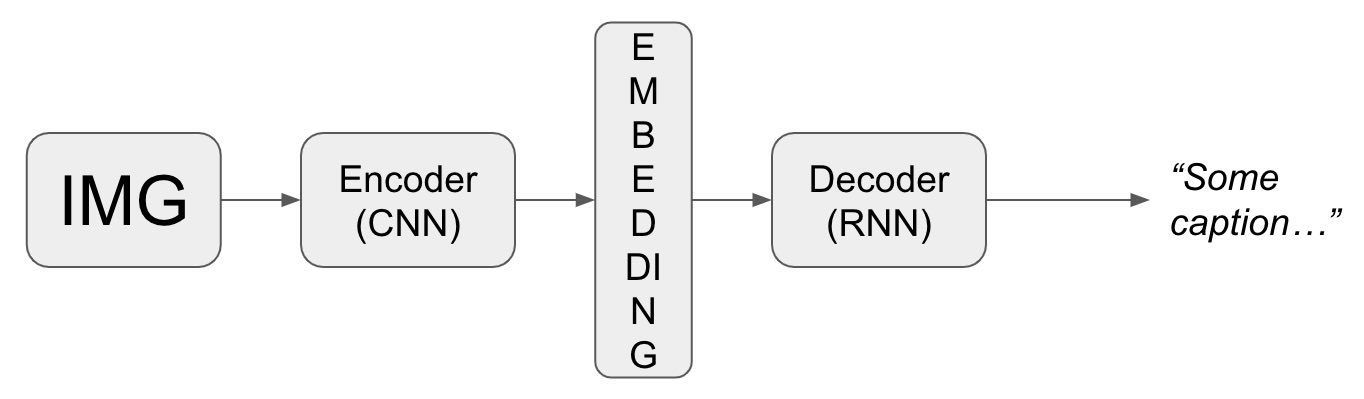 IMG
Encoder
(CNN)
E
M
B
E
D
DI
N
G
Decoder
(RNN)
“Some
caption…”